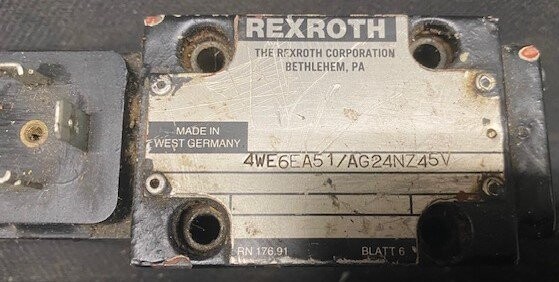 REXROTH
THE REXROTH CORPORATION
BETHLEHEM, PA
MADE IN
WEST GERMANY
4WE6EA51/AG24NZ45V
RN 176.91
BLATT 6